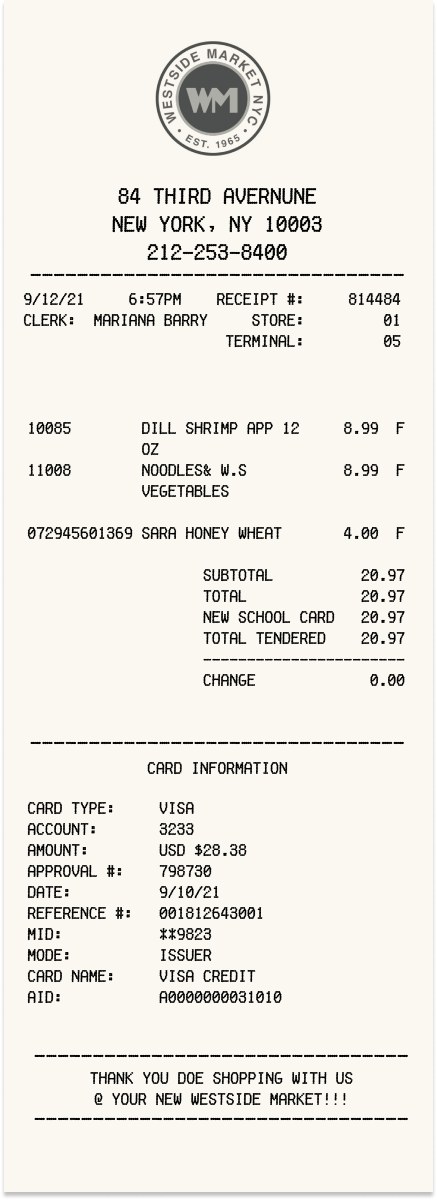 WESTSIDE MARKET NYC
WM
• EST. 1965 •
84 THIRD AVERNUNE
NEW YORK, NY 10003
212-253-8400
9/12/21 6:57PM RECEIPT #: 814484
CLERK: MARIANA BARRY STORE: 01
TERMINAL: 05
10085 DILL SHRIMP APP 12 8.99 F
OZ
11008 NOODLES& W.S 8.99 F
VEGETABLES
072945601369 SARA HONEY WHEAT 4.00 F
SUBTOTAL 20.97
TOTAL 20.97
NEW SCHOOL CARD 20.97
TOTAL TENDERED 20.97
CHANGE 0.00
CARD INFORMATION
CARD TYPE: VISA
ACCOUNT: 3233
AMOUNT: USD $28.38
APPROVAL #: 798730
DATE: 9/10/21
REFERENCE #: 001812643001
MID: **9823
MODE: ISSUER
CARD NAME: VISA CREDIT
AID: A0000000031010
THANK YOU DOE SHOPPING WITH US
@ YOUR NEW WESTSIDE MARKET!!!